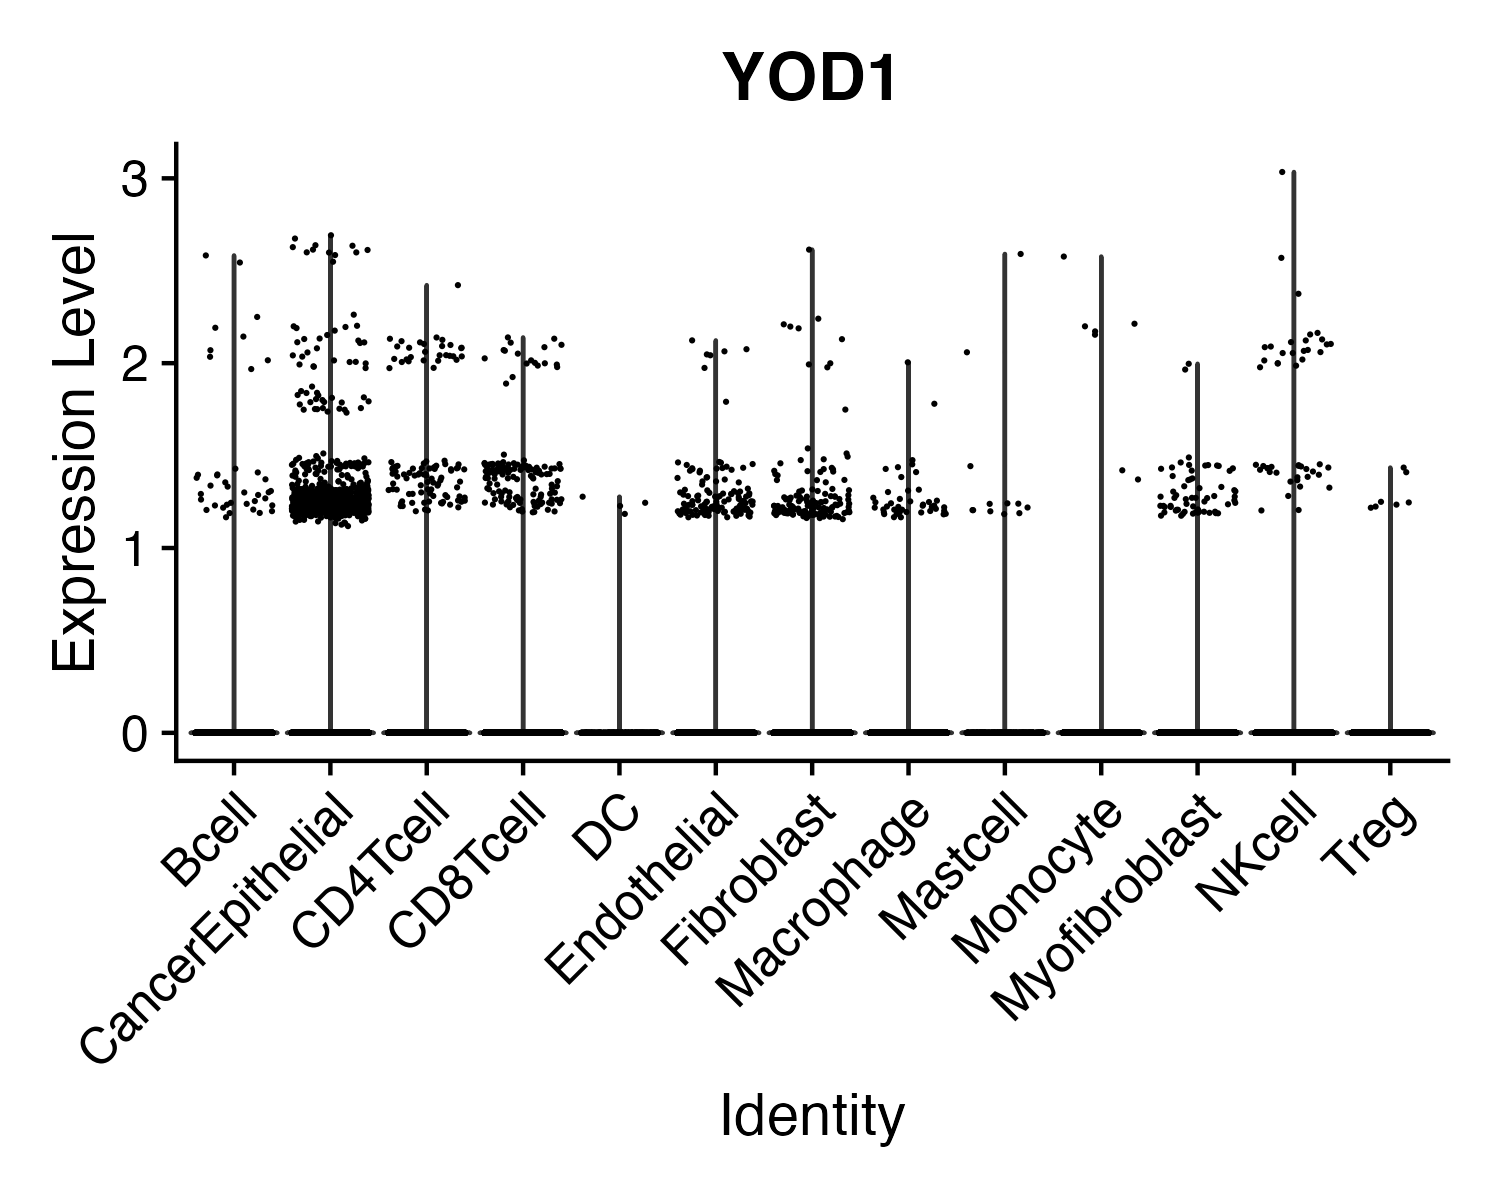 YOD1
Expression Level
3
2
1
0
Bcell
CancerEpithelial
CD4Tcell
CD8Tcell
DC
Endothelial
Fibroblast
Macrophage
Mastcell
Monocyte
Myofibroblast
NKcell
Treg
Identity